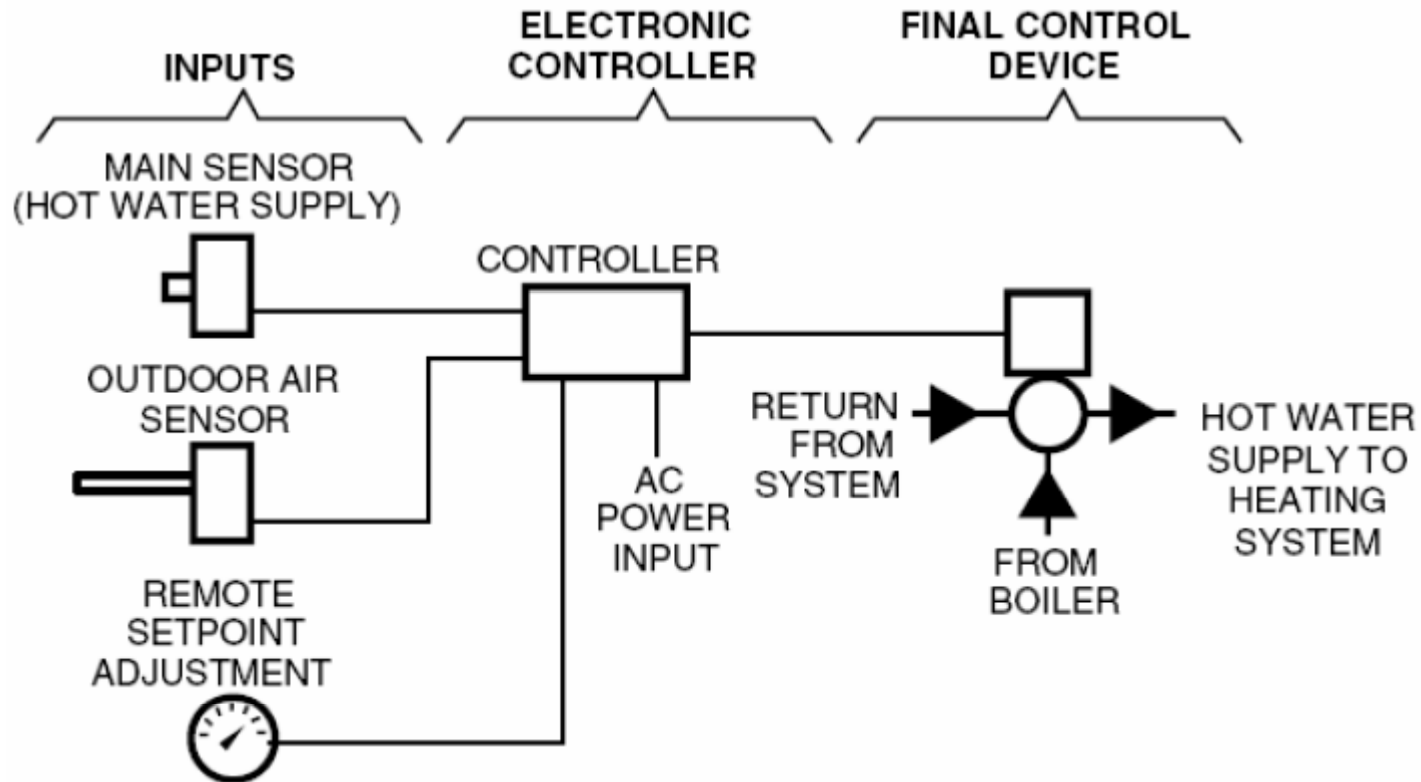 INPUTS
ELECTRONIC
CONTROLLER
FINAL CONTROL
DEVICE
MAIN SENSOR
(HOT WATER SUPPLY)
CONTROLLER
OUTDOOR AIR
SENSOR
AC
POWER
INPUT
RETURN
FROM
SYSTEM
HOT WATER
SUPPLY TO
HEATING
SYSTEM
FROM
BOILER
REMOTE
SETPOINT
ADJUSTMENT